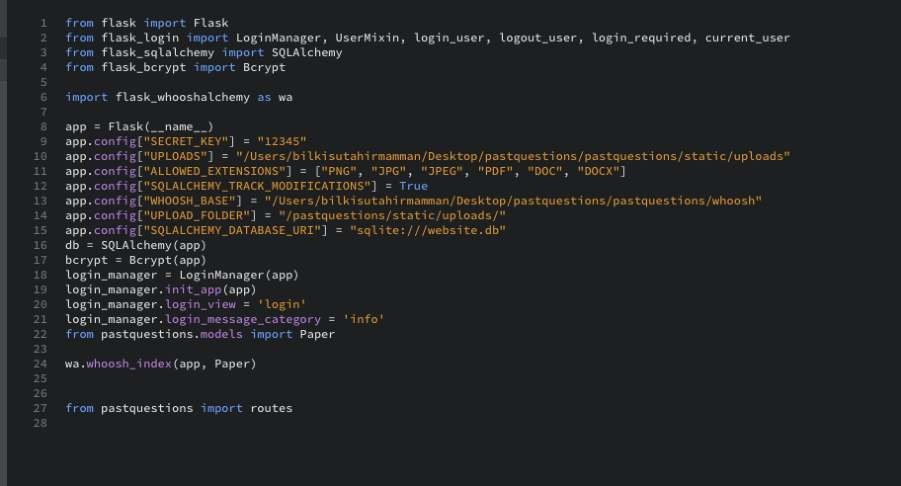 1 from flask import Flask
2 from flask_login import LoginManager, UserMixin, login_user, logout_user, login_required, current_user
3 from flask_sqlalchemy import SQLAlchemy
4 from flask_bcrypt import Bcrypt
5
6 import flask_whooshalchemy as wa
7
8 app = Flask(__name__)
9 app.config["SECRET_KEY"] = "12345"
10 app.config["UPLOADS"] = "/Users/bilkisutahirmamman/Desktop/pastquestions/pastquestions/static/uploads"
11 app.config["ALLOWED_EXTENSIONS"] = ["PNG", "JPG", "JPEG", "PDF", "DOC", "DOCX"]
12 app.config["SQLALCHEMY_TRACK_MODIFICATIONS"] = True
13 app.config["WHOOSH_BASE"] = "/Users/bilkisutahirmamman/Desktop/pastquestions/pastquestions/whoosh"
14 app.config["UPLOAD_FOLDER"] = "/pastquestions/static/uploads/"
15 app.config["SQLALCHEMY_DATABASE_URI"] = "sqlite:///website.db"
16 db = SQLAlchemy(app)
17 bcrypt = Bcrypt(app)
18 login_manager = LoginManager(app)
19 login_manager.init_app(app)
20 login_manager.login_view = 'login'
21 login_manager.login_message_category = 'info'
22 from pastquestions.models import Paper
23
24 wa.whoosh_index(app, Paper)
25
26
27 from pastquestions import routes
28